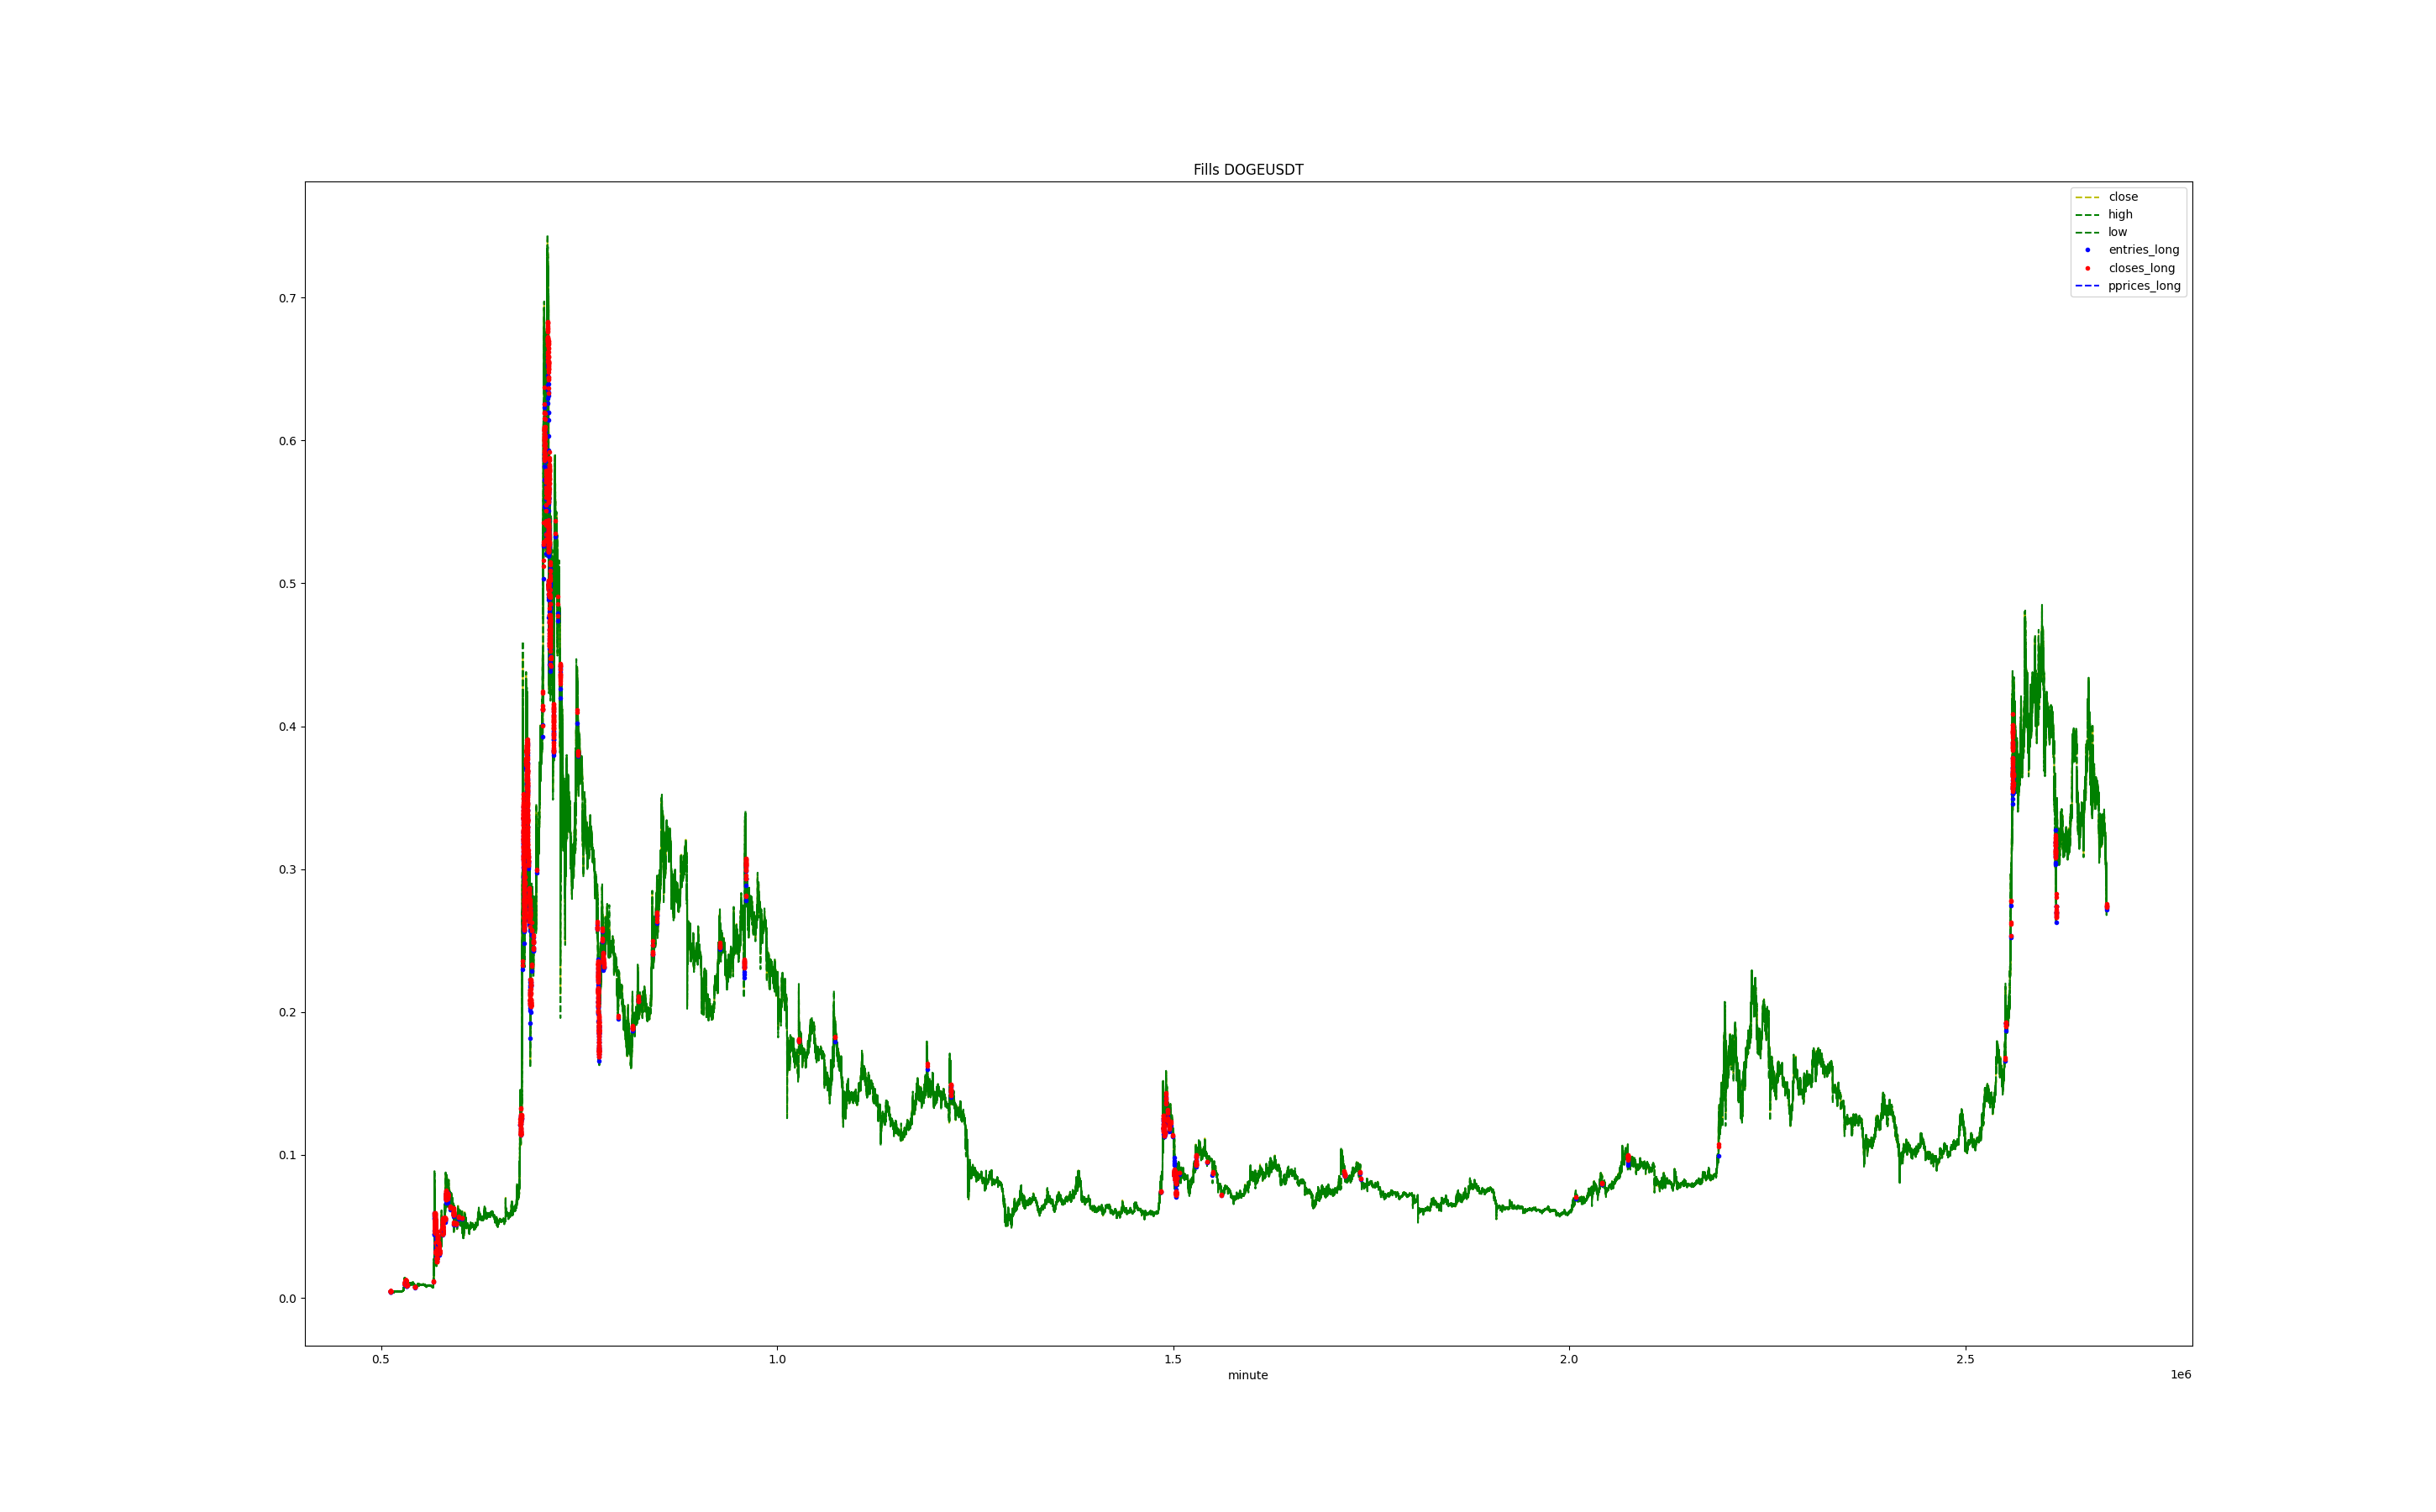 Fills DOGEUSDT
close
high
low
entries_long
closes_long
pprices_long
0.7
0.6
0.5
0.4
0.3
0.2
0.1
0.0
0.5 1.0 1.5 2.0 2.5
minute
1e6